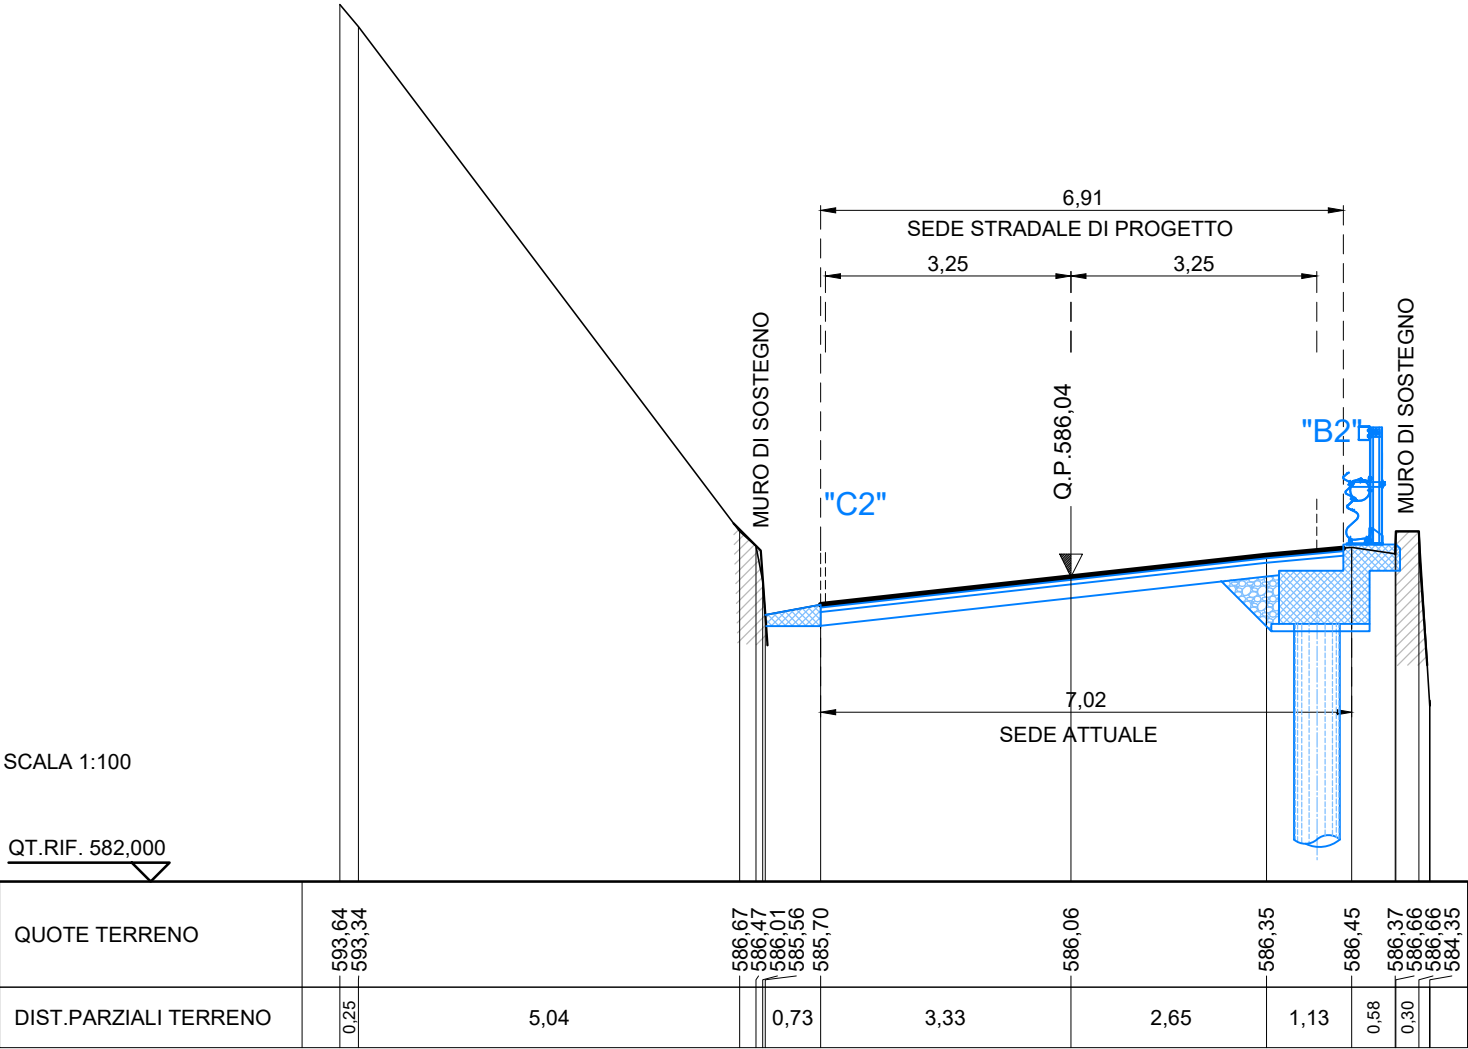 6,91
SEDE STRADALE DI PROGETTO
3,25
3,25
MURO DI SOSTEGNO
"C2"
Q.P.586,04
"B2"
MURO DI SOSTEGNO
7,02
SEDE ATTUALE
SCALA 1:100
QT.RIF. 582,000
QUOTE TERRENO
593,64
593,34
586,67
586,47
586,01
585,56
585,70
586,06
586,35
586,45
586,37
586,66
586,66
584,35
DIST.PARZIALI TERRENO
0,25
5,04
0,73
3,33
2,65
1,13
0,58
0,30